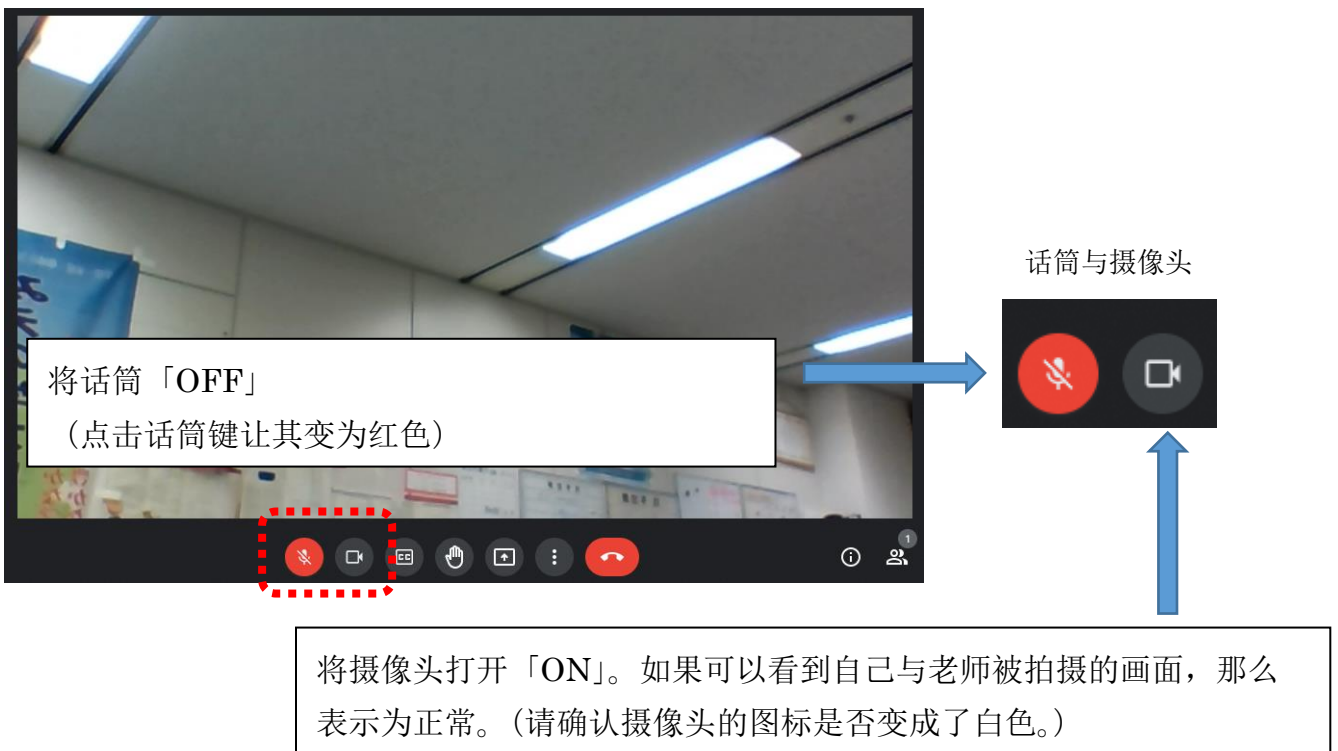 话筒与摄像头
将话筒「OFF」
（点击话筒键让其变为红色）
CC
1
将摄像头打开「ON」。如果可以看到自己与老师被拍摄的画面，那么
表示为正常。（请确认摄像头的图标是否变成了白色。）